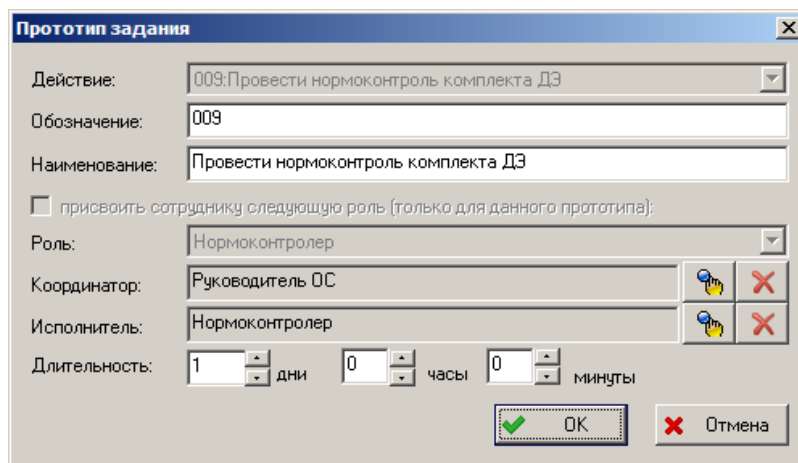 Прототип задания
Действие: 009:Провести нормоконтроль комплекта ДЭ
Обозначение: 009
Наименование: Провести нормоконтроль комплекта ДЭ
присвоить сотруднику следующую роль (только для данного прототипа):
Роль: Нормоконтролер
Координатор: Руководитель ОС
Исполнитель: Нормоконтролер
Длительность: 1 дни 0 часы 0 минуты
OK Отмена